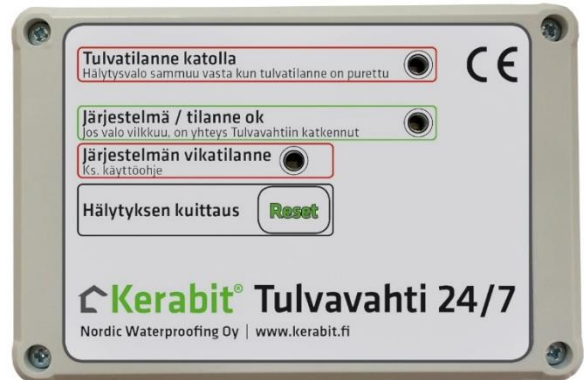 Tulvatilanne katolla
Hälytysvalo sammuu vasta kun tulvatilanne on purettu
CE
Järjestelmä / tilanne ok
Jos valo vilkkuu, on yhteys Tulvavahtiin katkennut
Järjestelmän vikatilanne
Ks. käyttöohje
Hälytyksen kuittaus Reset
Kerabit® Tulvavahti 24/7
Nordic Waterproofing Oy | www.kerabit.fi